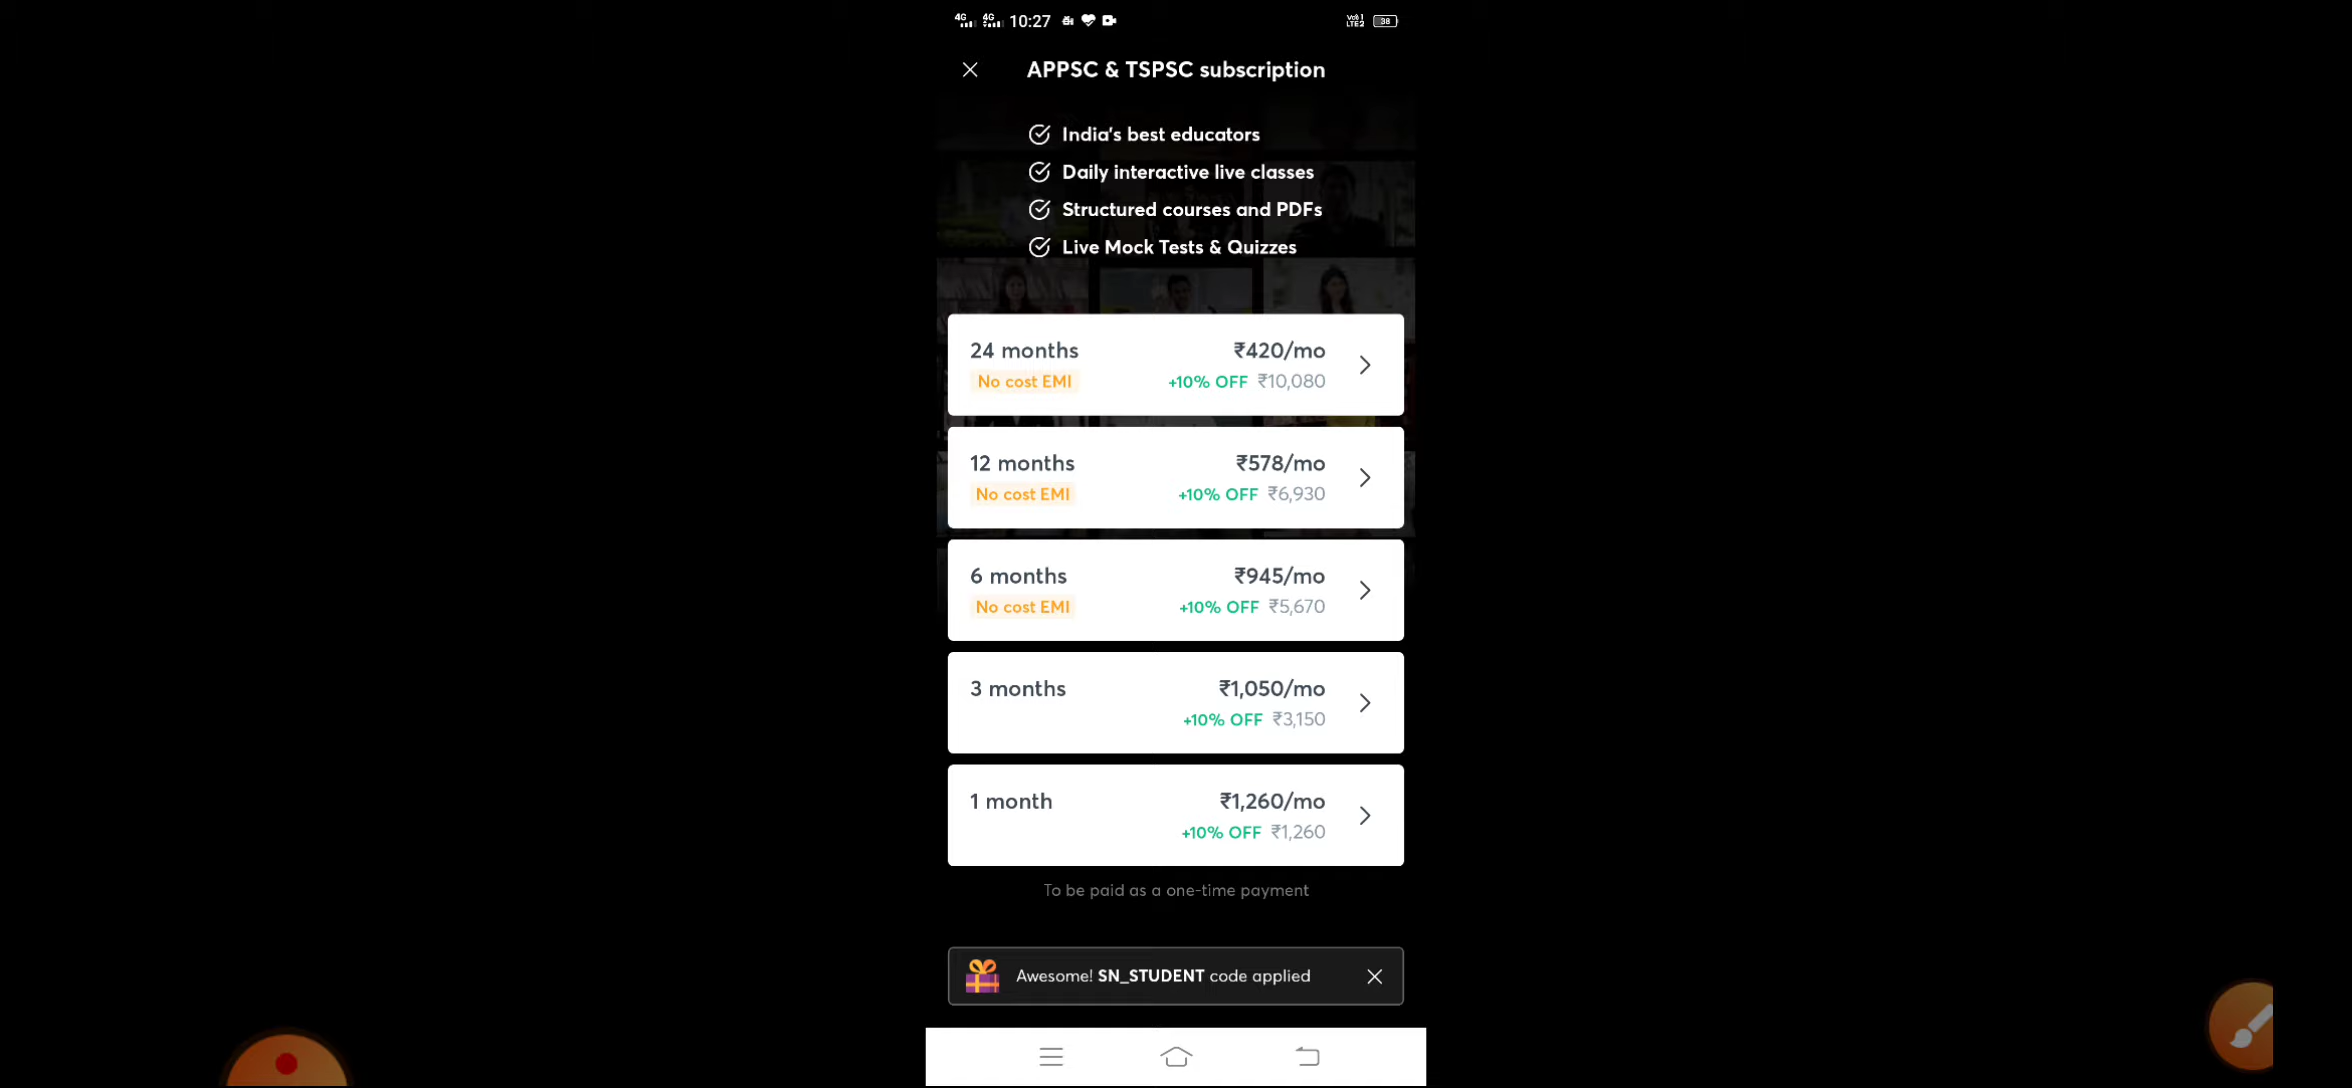 4G 4G 10:27 38
APPSC & TSPSC subscription
India's best educators
Daily interactive live classes
Structured courses and PDFs
Live Mock Tests & Quizzes
24 months ₹420/mo
No cost EMI +10% OFF ₹10,080
12 months ₹578/mo
No cost EMI +10% OFF ₹6,930
6 months ₹945/mo
No cost EMI +10% OFF ₹5,670
3 months ₹1,050/mo
+10% OFF ₹3,150
1 month ₹1,260/mo
+10% OFF ₹1,260
To be paid as a one-time payment
Awesome! SN_STUDENT code applied